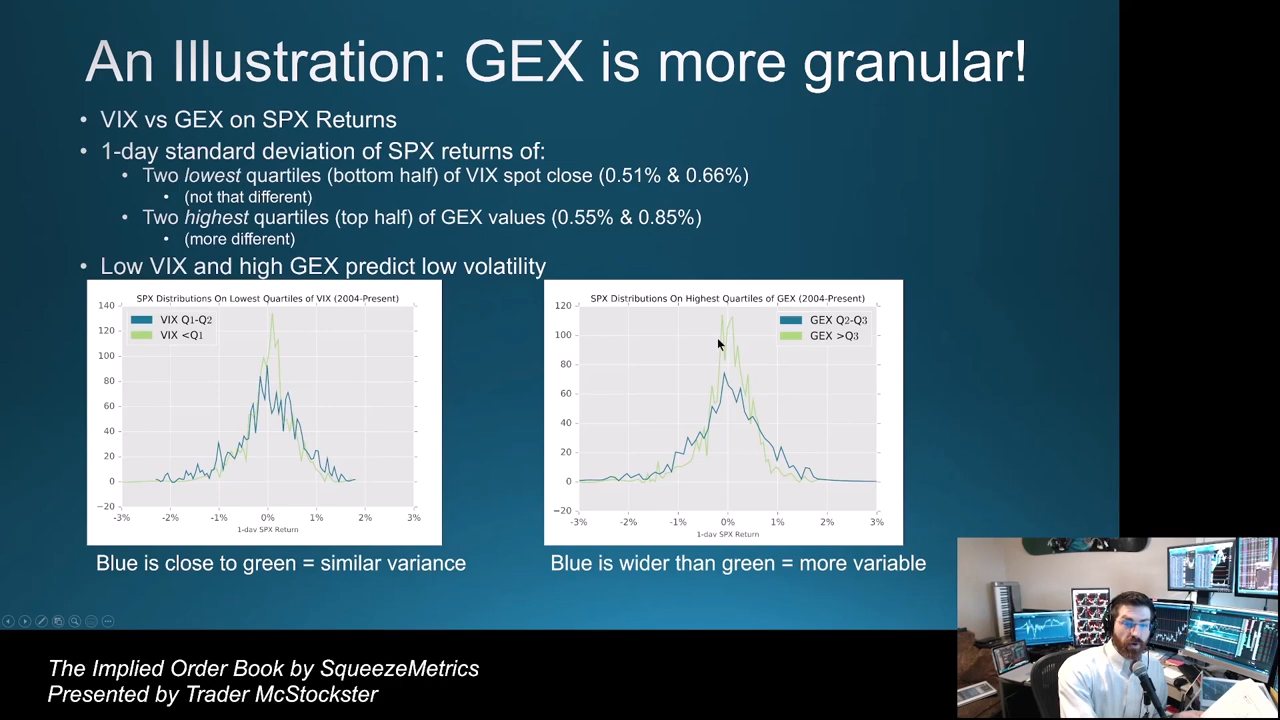 An Illustration: GEX is more granular!
• VIX vs GEX on SPX Returns
• 1-day standard deviation of SPX returns of:
• Two lowest quartiles (bottom half) of VIX spot close (0.51% & 0.66%)
• (not that different)
• Two highest quartiles (top half) of GEX values (0.55% & 0.85%)
• (more different)
• Low VIX and high GEX predict low volatility
SPX Distributions On Lowest Quartiles of VIX (2004-Present)
140
120
100
80
60
40
20
0
−20
VIX Q1-Q2
VIX <Q1
-3% -2% -1% 0% 1% 2% 3%
1-day SPX Return
Blue is close to green = similar variance
SPX Distributions On Highest Quartiles of GEX (2004-Present)
120
100
80
60
40
20
0
−20
GEX Q2-Q3
GEX >Q3
-3% -2% -1% 0% 1% 2% 3%
1-day SPX Return
Blue is wider than green = more variable
The Implied Order Book by SqueezeMetrics
Presented by Trader McStockster